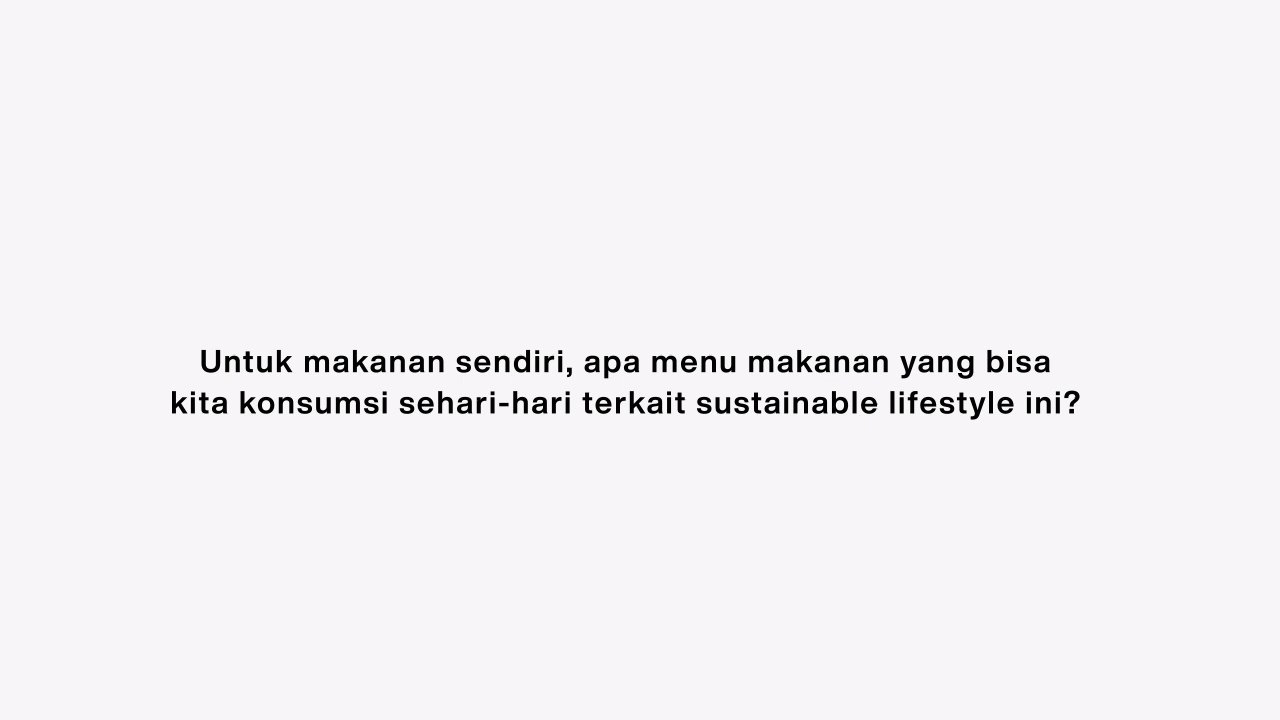 Untuk makanan sendiri, apa menu makanan yang bisa
kita konsumsi sehari-hari terkait sustainable lifestyle ini?